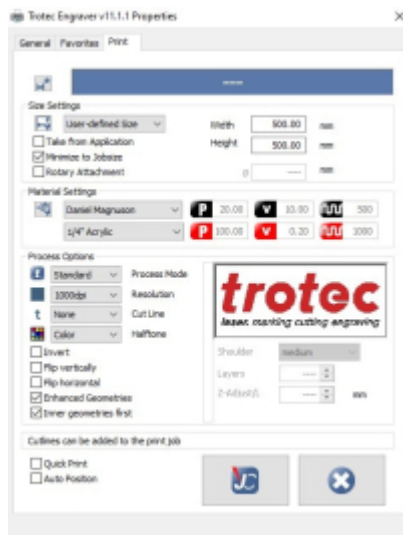 Trotec Engraver v11.1.1 Properties
General Favorites Print
----
Size Settings
User-defined Size
Width 500.00 mm
Take from Application
Height 500.00 mm
Minimize to Jobsize
Rotary Attachment ø ---- mm
Material Settings
Daniel Magnuson P 20.00 v 10.00 500
1/4" Acrylic P 100.00 v 0.20 1000
Process Options
Standard Process Mode
1000dpi Resolution
t None Cut Line
Color Halftone
trotec
laser. marking cutting engraving
Invert
Flip vertically
Flip horizontal
Enhanced Geometries
Inner geometries first
Shoulder medium
Layers ----
Z-Adjust/L ---- mm
Cutlines can be added to the print job
Quick Print
Auto Position
JC